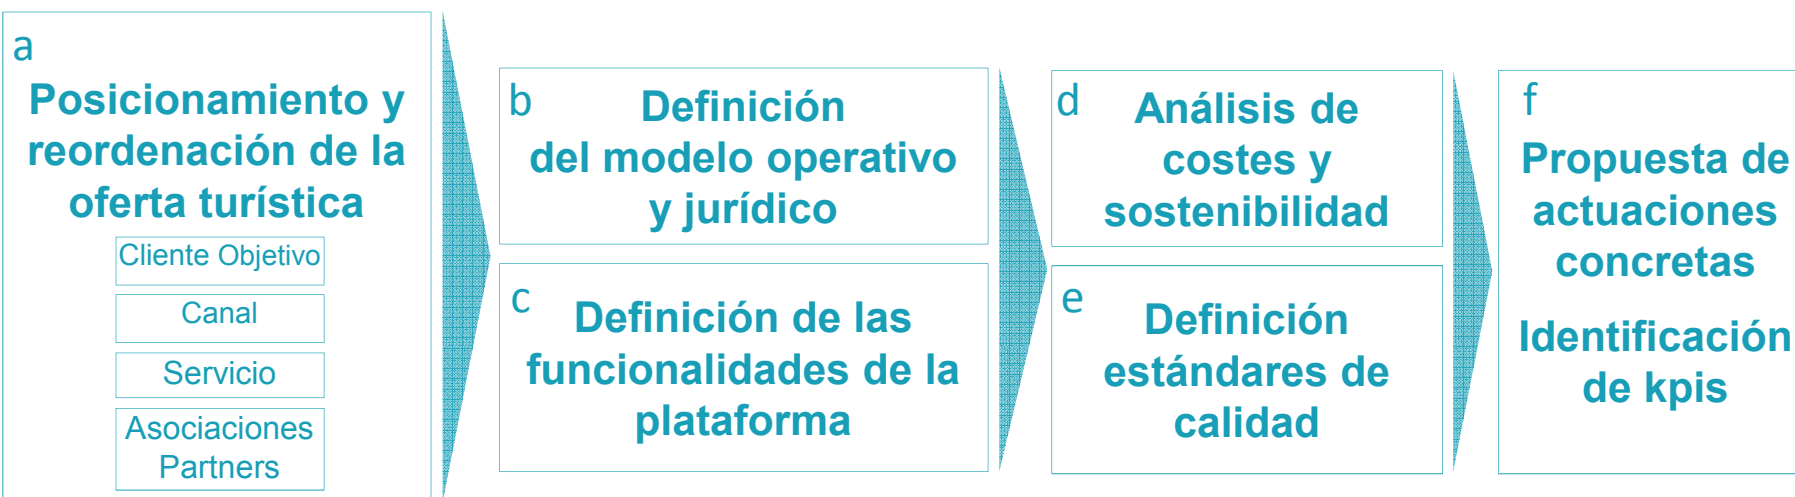 a
Posicionamiento y
reordenación de la
oferta turística
Cliente Objetivo
Canal
Servicio
Asociaciones
Partners
b
Definición
del modelo operativo
y jurídico
c
Definición de las
funcionalidades de la
plataforma
d
Análisis de
costes y
sostenibilidad
e
Definición
estándares de
calidad
f
Propuesta de
actuaciones
concretas
Identificación
de kpis